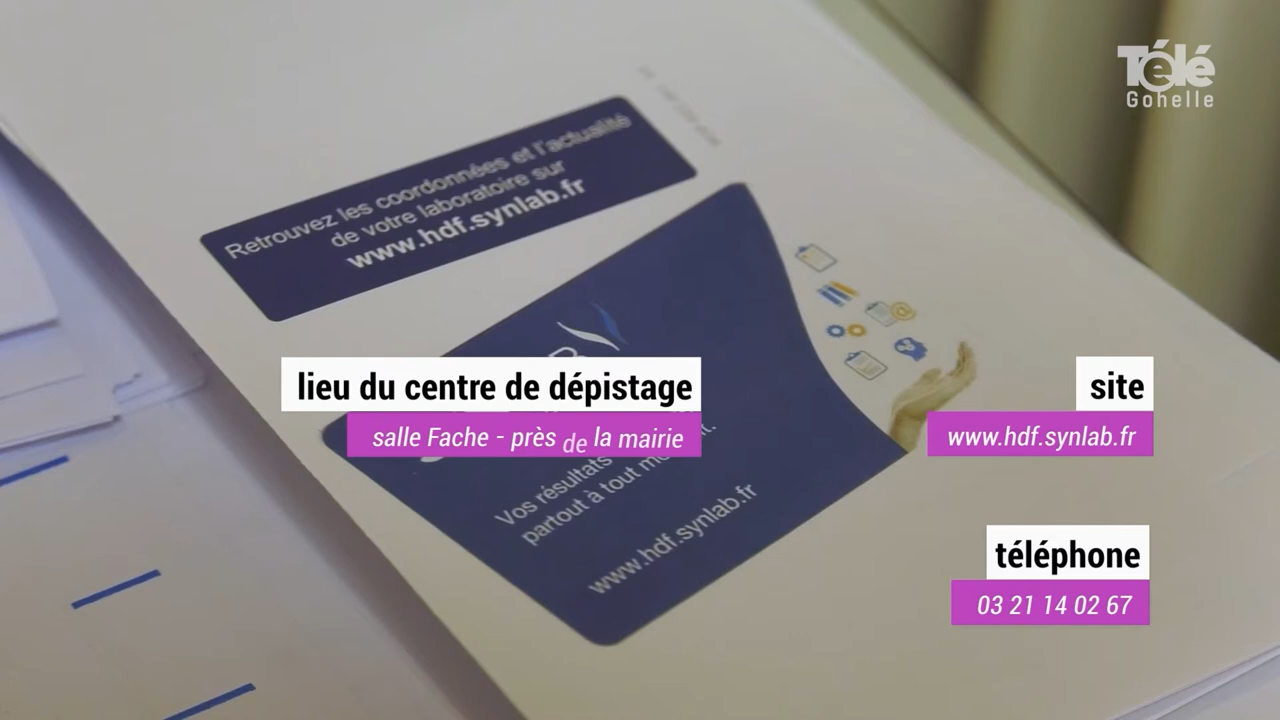 Télé
Gohelle
Retrouvez les coordonnées et l'actualité
de votre laboratoire sur
www.hdf.synlab.fr
lieu du centre de dépistage
salle Fache - près de la mairie
site
www.hdf.synlab.fr
Vos résultats
partout à tout
www.hdf.synlab.fr
téléphone
03 21 14 02 67